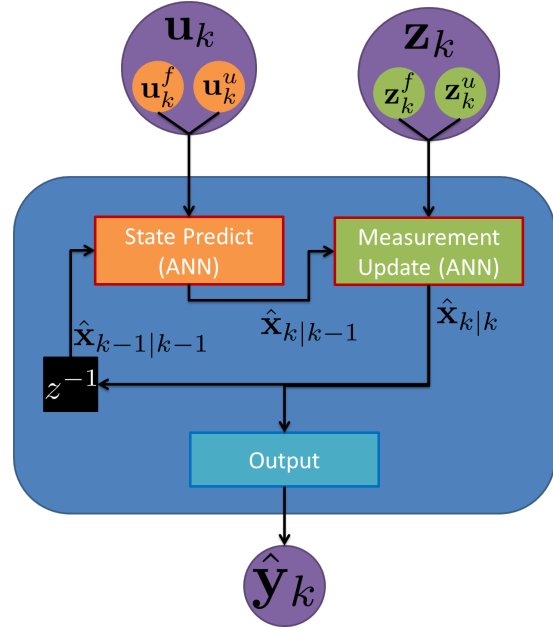 𝐮_k 𝐳_k
𝐮_k^f 𝐮_k^u 𝐳_k^f 𝐳_k^u
State Predict
(ANN)
Measurement
Update (ANN)
x̂_{k-1|k-1} x̂_{k|k-1} x̂_{k|k}
z^{-1}
Output
ŷ_k